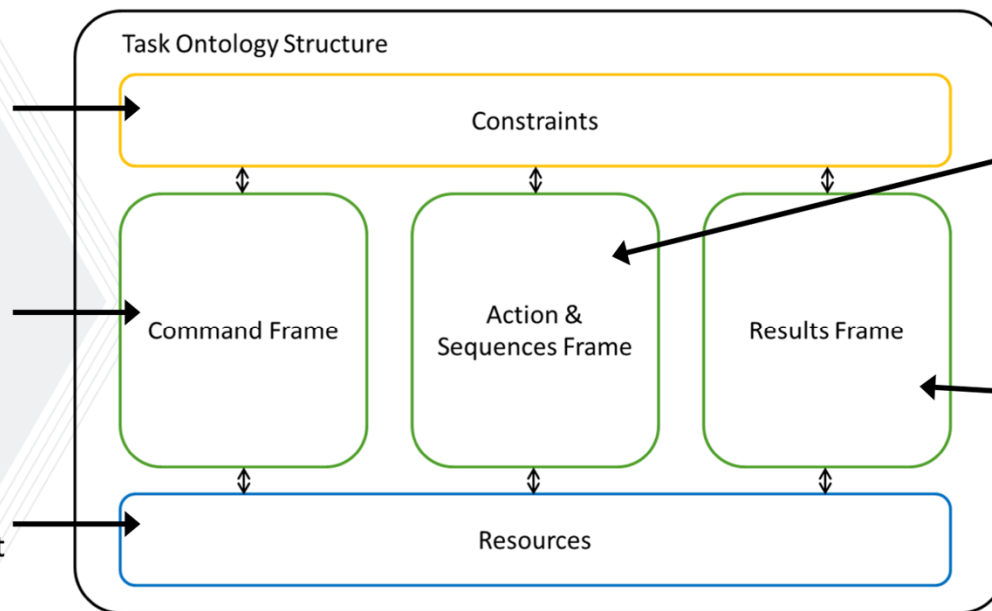 Task Ontology Structure
Constraints
Command Frame
Action &
Sequences Frame
Results Frame
Resources
t